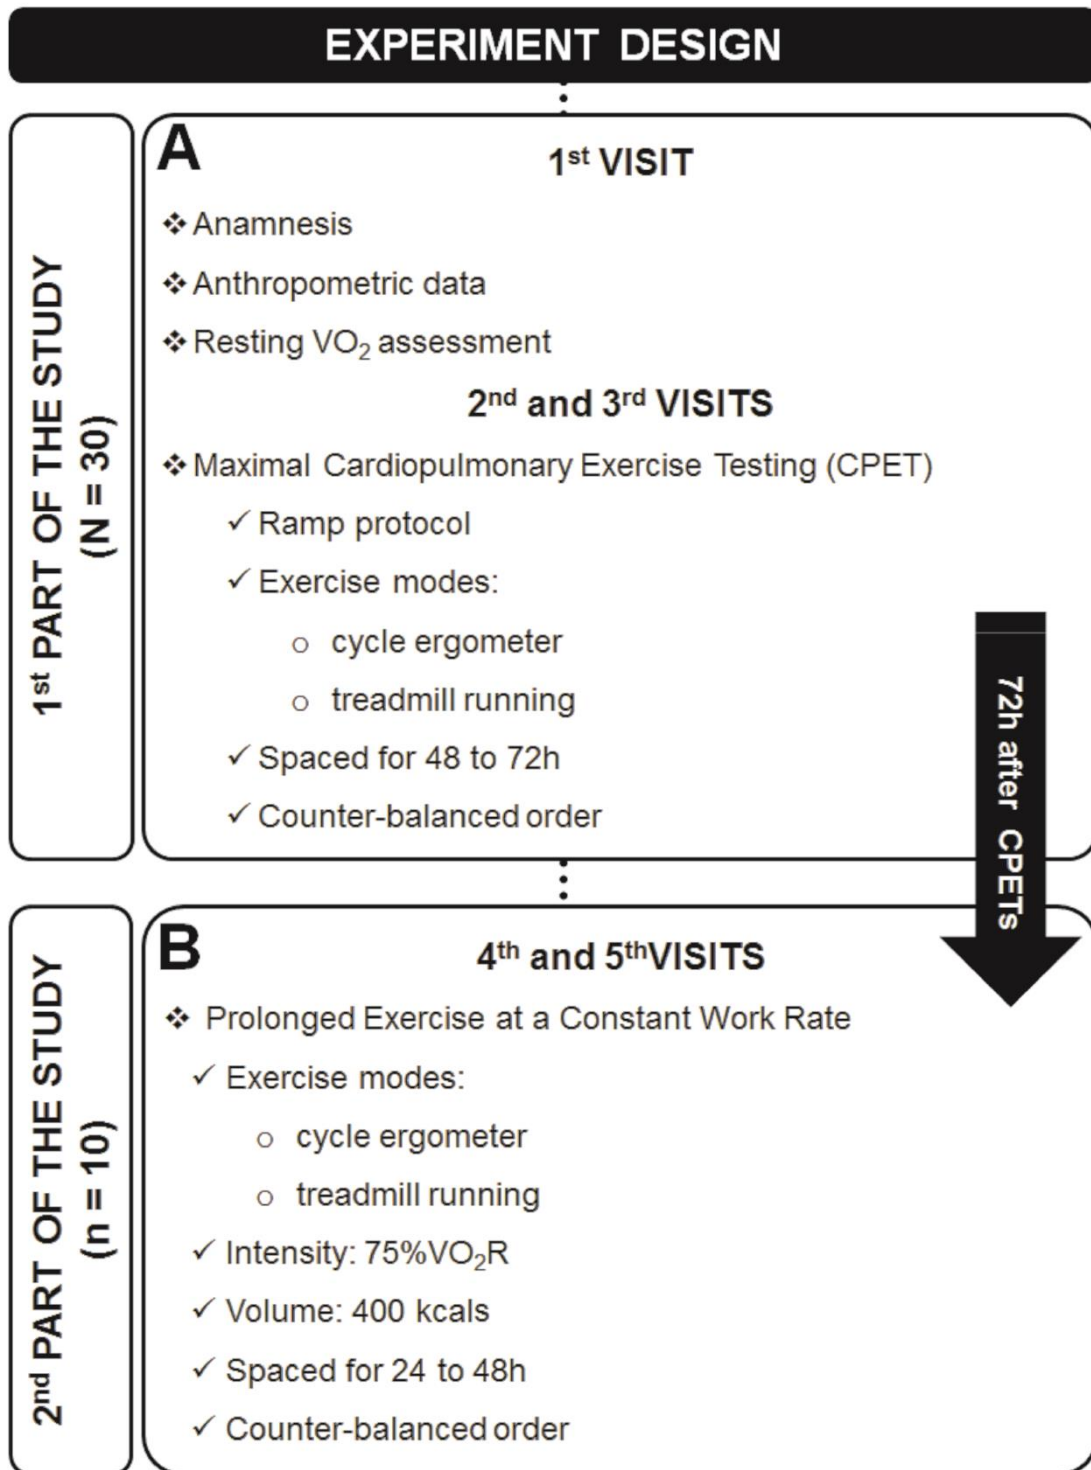 EXPERIMENT DESIGN
1st PART OF THE STUDY
(N = 30)
A
1st VISIT
❖ Anamnesis
❖ Anthropometric data
❖ Resting VO₂ assessment
2nd and 3rd VISITS
❖ Maximal Cardiopulmonary Exercise Testing (CPET)
✓ Ramp protocol
✓ Exercise modes:
o cycle ergometer
o treadmill running
✓ Spaced for 48 to 72h
✓ Counter-balanced order
72h after CPETs
2nd PART OF THE STUDY
(n = 10)
B
4th and 5thVISITS
❖ Prolonged Exercise at a Constant Work Rate
✓ Exercise modes:
o cycle ergometer
o treadmill running
✓ Intensity: 75%VO₂R
✓ Volume: 400 kcals
✓ Spaced for 24 to 48h
✓ Counter-balanced order